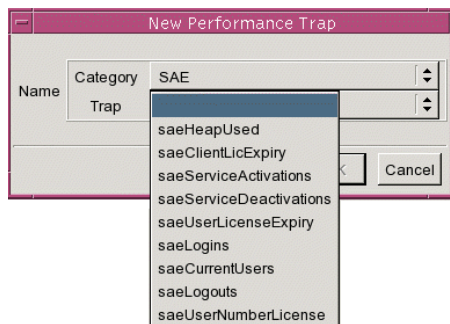 New Performance Trap
Name
Category SAE
Trap
saeHeapUsed
saeClientLicExpiry
saeServiceActivations
saeServiceDeactivations
saeUserLicenseExpiry
Cancel
saeLogins
saeCurrentUsers
saeLogouts
saeUserNumberLicense